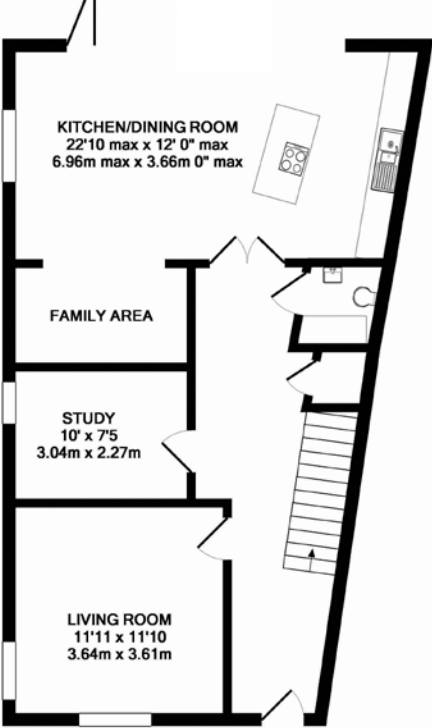 KITCHEN/DINING ROOM
22'10 max x 12' 0" max
6.96m max x 3.66m 0" max
FAMILY AREA
STUDY
10' x 7'5
3.04m x 2.27m
LIVING ROOM
11'11 x 11'10
3.64m x 3.61m